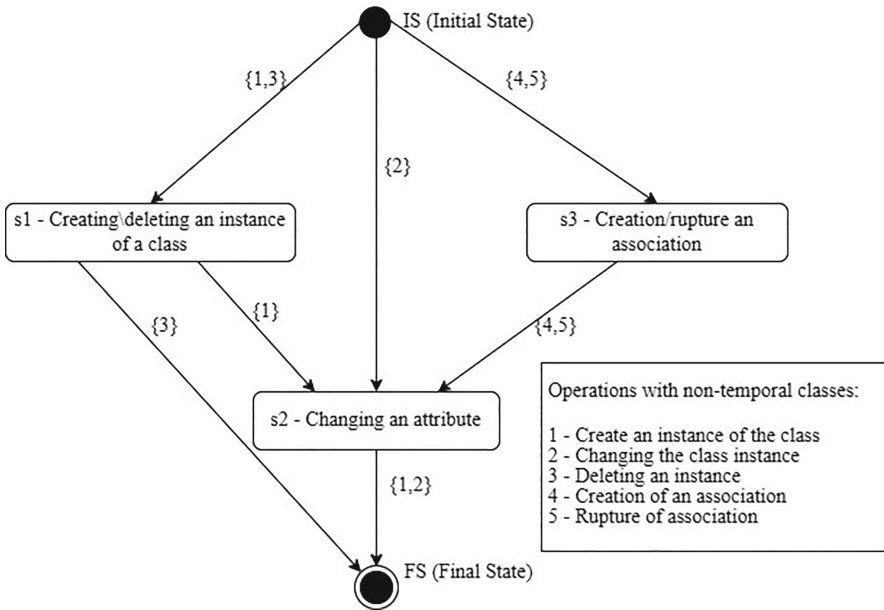 IS (Initial State)
{1,3}
{4,5}
{2}
s1 - Creating\deleting an instance
of a class
s3 - Creation/rupture an
association
{3}
{1}
{4,5}
s2 - Changing an attribute
{1,2}
FS (Final State)
Operations with non-temporal classes:
1 - Create an instance of the class
2 - Changing the class instance
3 - Deleting an instance
4 - Creation of an association
5 - Rupture of association